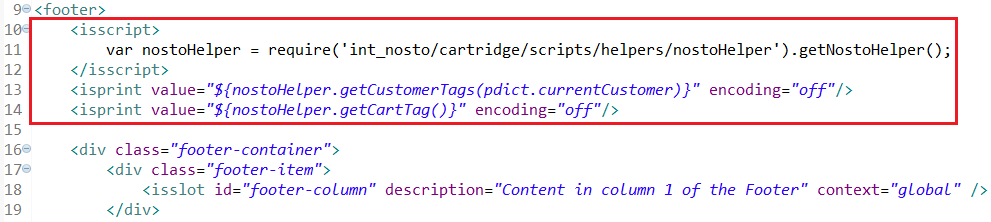 9 <footer>
10 <isscript>
11 var nostoHelper = require('int_nosto/cartridge/scripts/helpers/nostoHelper').getNostoHelper();
12 </isscript>
13 <isprint value="${nostoHelper.getCustomerTags(pdict.currentCustomer)}" encoding="off"/>
14 <isprint value="${nostoHelper.getCartTag()}" encoding="off"/>
15
16 <div class="footer-container">
17 <div class="footer-item">
18 <isslot id="footer-column" description="Content in column 1 of the Footer" context="global" />
19 </div>